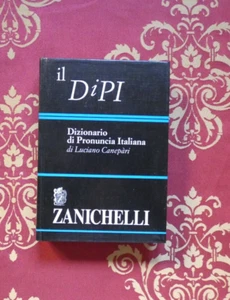 il
DiPI
Dizionario
di Pronuncia Italiana
di Luciano Canepàri
ZANICHELLI